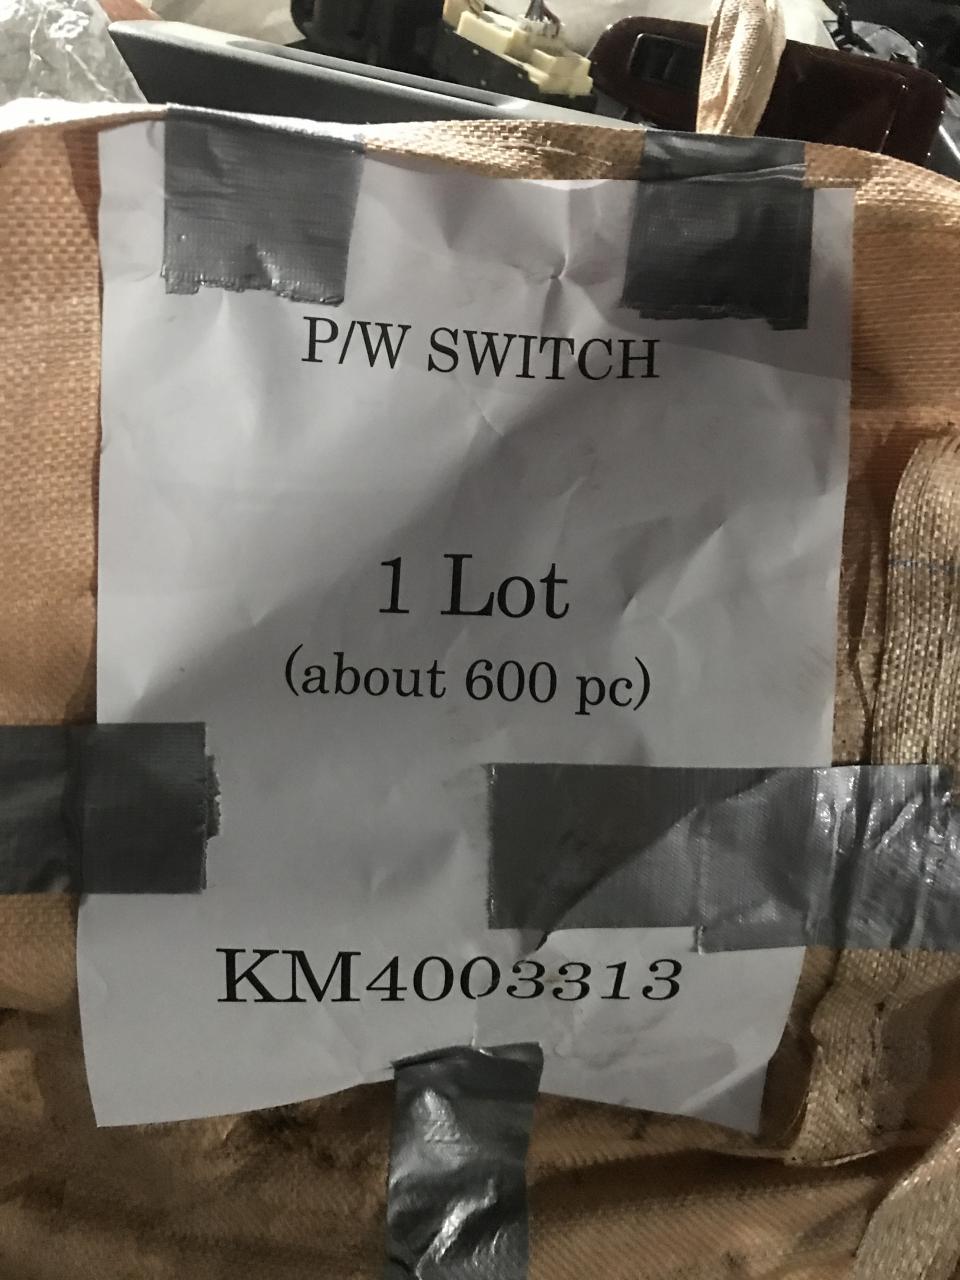 P/W SWITCH
1 Lot
(about 600 pc)
KM4003313